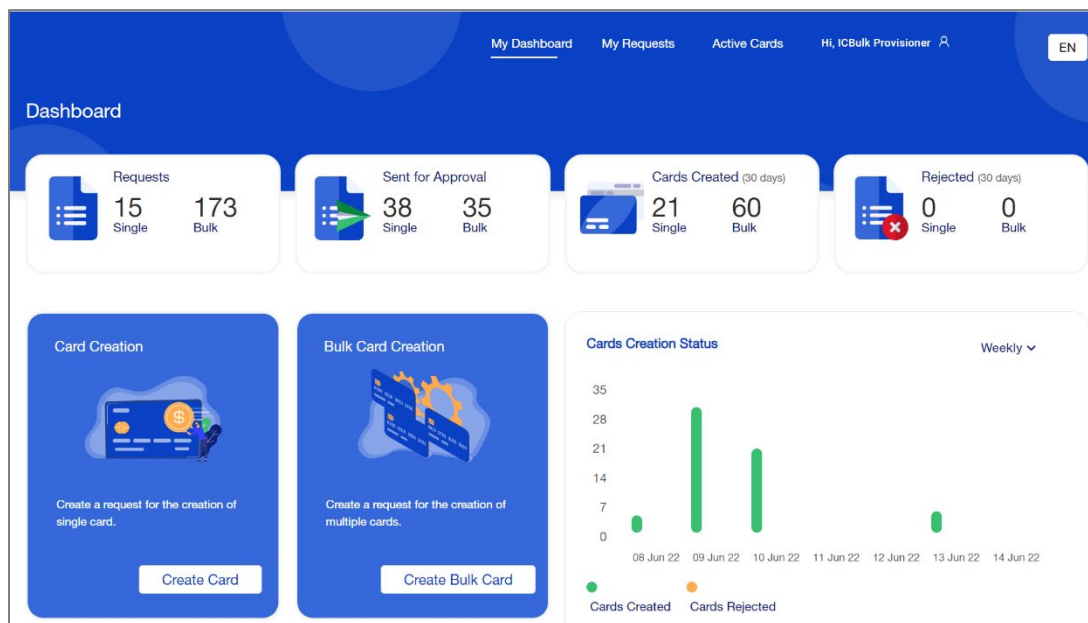 My Dashboard My Requests Active Cards Hi, ICBulk Provisioner
EN
Dashboard
Requests
15 173
Single Bulk
Sent for Approval
38 35
Single Bulk
Cards Created (30 days)
21 60
Single Bulk
Rejected (30 days)
0 0
Single Bulk
Card Creation
$
Create a request for the creation of
single card.
Create Card
Bulk Card Creation
Create a request for the creation of
multiple cards.
Create Bulk Card
Cards Creation Status
Weekly
35
28
21
14
7
0
08 Jun 22 09 Jun 22 10 Jun 22 11 Jun 22 12 Jun 22 13 Jun 22 14 Jun 22
Cards Created Cards Rejected